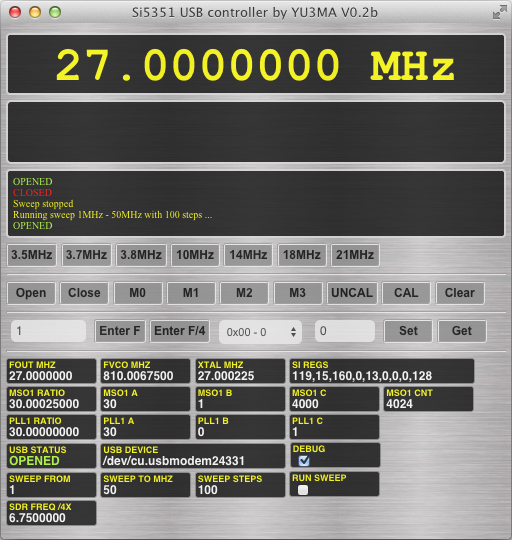 Si5351 USB controller by YU3MA V0.2b
27.0000000 MHz
OPENED
CLOSED
Sweep stopped
Running sweep 1MHz - 50MHz with 100 steps ...
OPENED
3.5MHz 3.7MHz 3.8MHz 10MHz 14MHz 18MHz 21MHz
Open Close M0 M1 M2 M3 UNCAL CAL Clear
1 Enter F Enter F/4 0x00 - 0 0 Set Get
FOUT MHZ FVCO MHZ XTAL MHZ SI REGS
27.0000000 810.0067500 27.000225 119,15,160,0,13,0,0,0,128
MSO1 RATIO MSO1 A MSO1 B MSO1 C MSO1 CNT
30.00025000 30 1 4000 4024
PLL1 RATIO PLL1 A PLL1 B PLL1 C
30.00000000 30 0 1
USB STATUS USB DEVICE DEBUG
OPENED /dev/cu.usbmodem24331
SWEEP FROM SWEEP TO MHZ SWEEP STEPS RUN SWEEP
1 50 100
SDR FREQ /4X
6.7500000